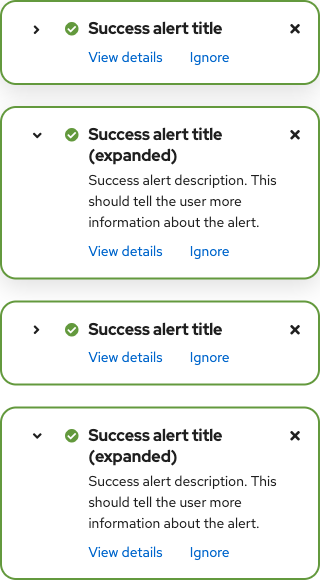 Success alert title
View details Ignore
Success alert title
(expanded)
Success alert description. This
should tell the user more
information about the alert.
View details Ignore
Success alert title
View details Ignore
Success alert title
(expanded)
Success alert description. This
should tell the user more
information about the alert.
View details Ignore